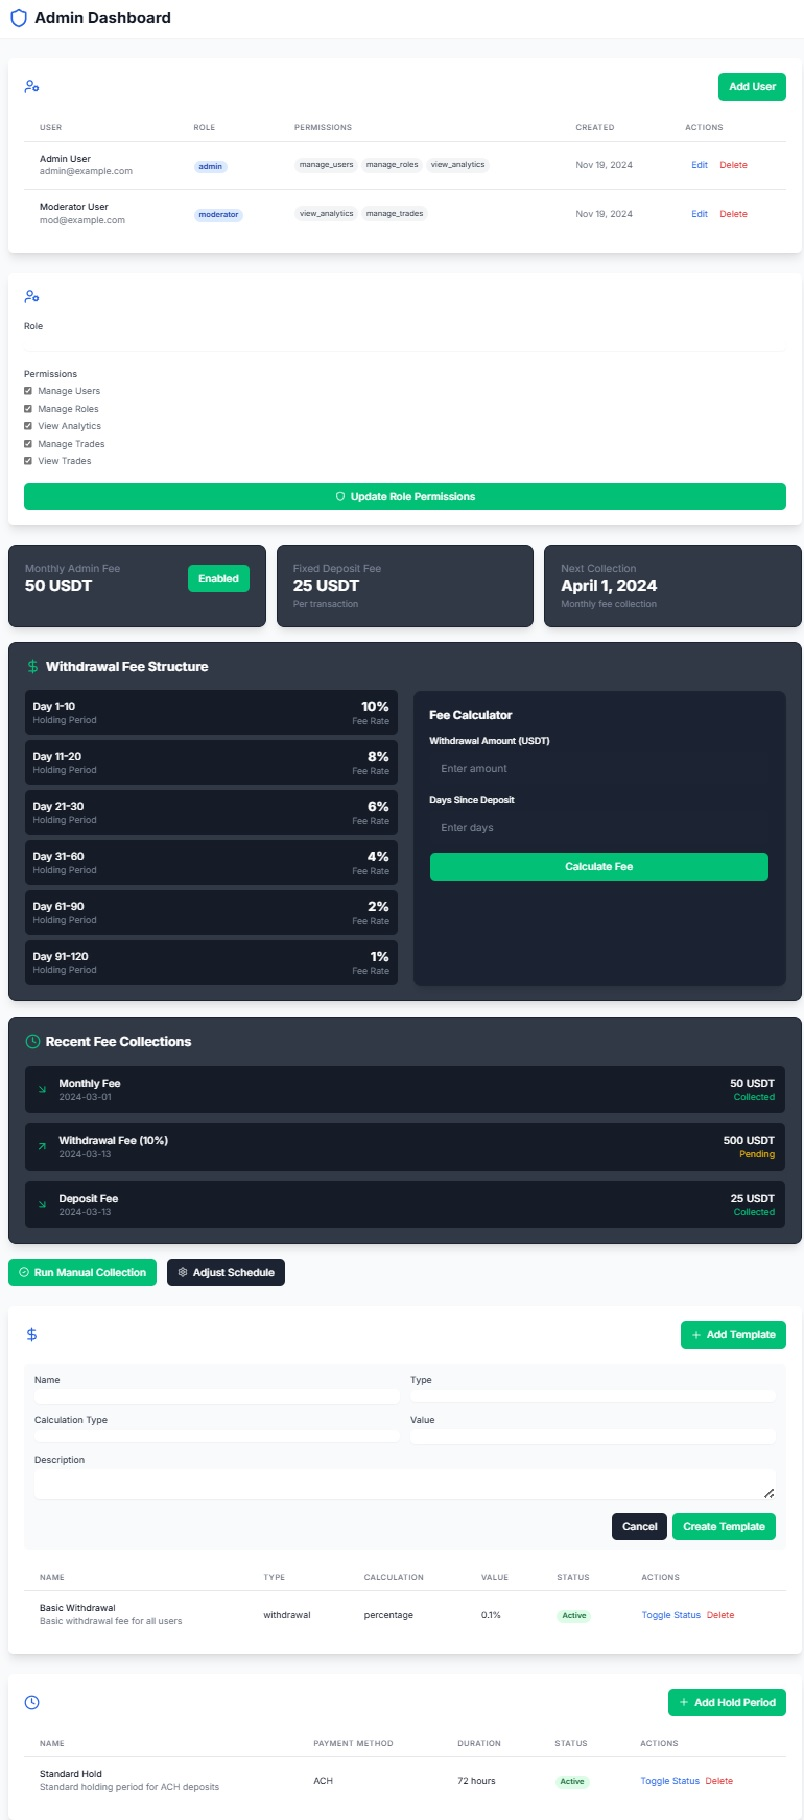 Admin Dashboard
Add User
USER ROLE PERMISSIONS CREATED ACTIONS
Admin User
admin@example.com
admin
manage_users manage_roles view_analytics
Nov 19, 2024
Edit Delete
Moderator User
mod@example.com
moderator
view_analytics manage_trades
Nov 19, 2024
Edit Delete
Role
Permissions
Manage Users
Manage Roles
View Analytics
Manage Trades
View Trades
Update Role Permissions
Monthly Admin Fee
50 USDT
Enabled
Fixed Deposit Fee
25 USDT
Per transaction
Next Collection
April 1, 2024
Monthly fee collection
Withdrawal Fee Structure
Day 1-10 10%
Holding Period Fee Rate
Day 11-20 8%
Holding Period Fee Rate
Day 21-30 6%
Holding Period Fee Rate
Day 31-60 4%
Holding Period Fee Rate
Day 61-90 2%
Holding Period Fee Rate
Day 91-120 1%
Holding Period Fee Rate
Fee Calculator
Withdrawal Amount (USDT)
Enter amount
Days Since Deposit
Enter days
Calculate Fee
Recent Fee Collections
Monthly Fee 50 USDT
2024-03-01 Collected
Withdrawal Fee (10%) 500 USDT
2024-03-13 Pending
Deposit Fee 25 USDT
2024-03-13 Collected
Run Manual Collection Adjust Schedule
Add Template
Name Type
Calculation Type Value
Description
Cancel Create Template
NAME TYPE CALCULATION VALUE STATUS ACTIONS
Basic Withdrawal
Basic withdrawal fee for all users
withdrawal percentage 0.1% Active Toggle Status Delete
Add Hold Period
NAME PAYMENT METHOD DURATION STATUS ACTIONS
Standard Hold
Standard holding period for ACH deposits
ACH 72 hours Active Toggle Status Delete